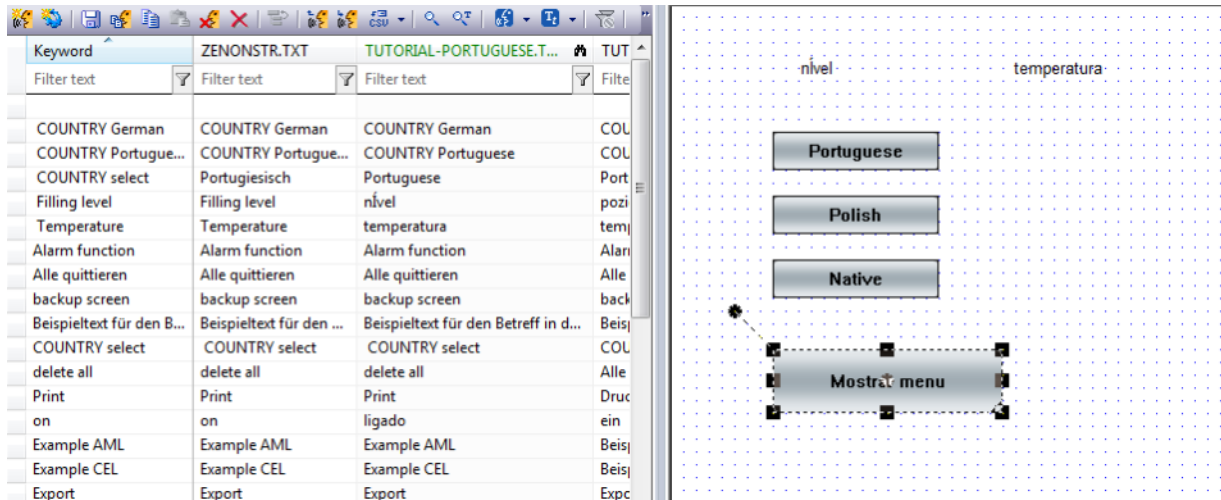 Keyword ZENONSTR.TXT TUTORIAL-PORTUGUESE.T... TUT
Filter text Filter text Filter text Filte
COUNTRY German COUNTRY German COUNTRY German COU
COUNTRY Portugue... COUNTRY Portugue... COUNTRY Portuguese COU
COUNTRY select Portugiesisch Portuguese Port
Filling level Filling level nÍvel pozi
Temperature Temperature temperatura temp
Alarm function Alarm function Alarm function Alarm
Alle quittieren Alle quittieren Alle quittieren Alle
backup screen backup screen backup screen back
Beispieltext für den B... Beispieltext für den ... Beispieltext für den Betreff in d... Beisp
COUNTRY select COUNTRY select COUNTRY select COU
delete all delete all delete all Alle
Print Print Print Druc
on on ligado ein
Example AML Example AML Example AML Beisp
Example CEL Example CEL Example CEL Beisp
Export Export Export Expo
nÍvel temperatura
Portuguese
Polish
Native
Mostrar menu